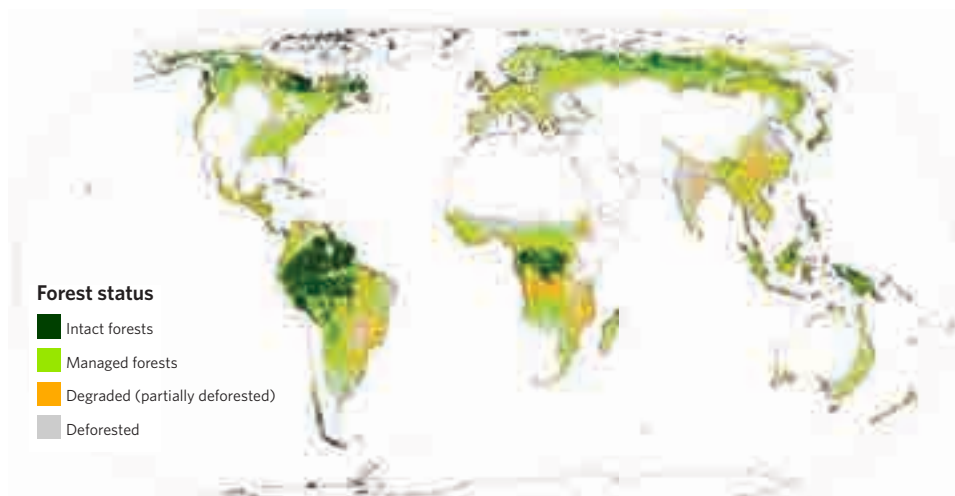 Forest status
Intact forests
Managed forests
Degraded (partially deforested)
Deforested